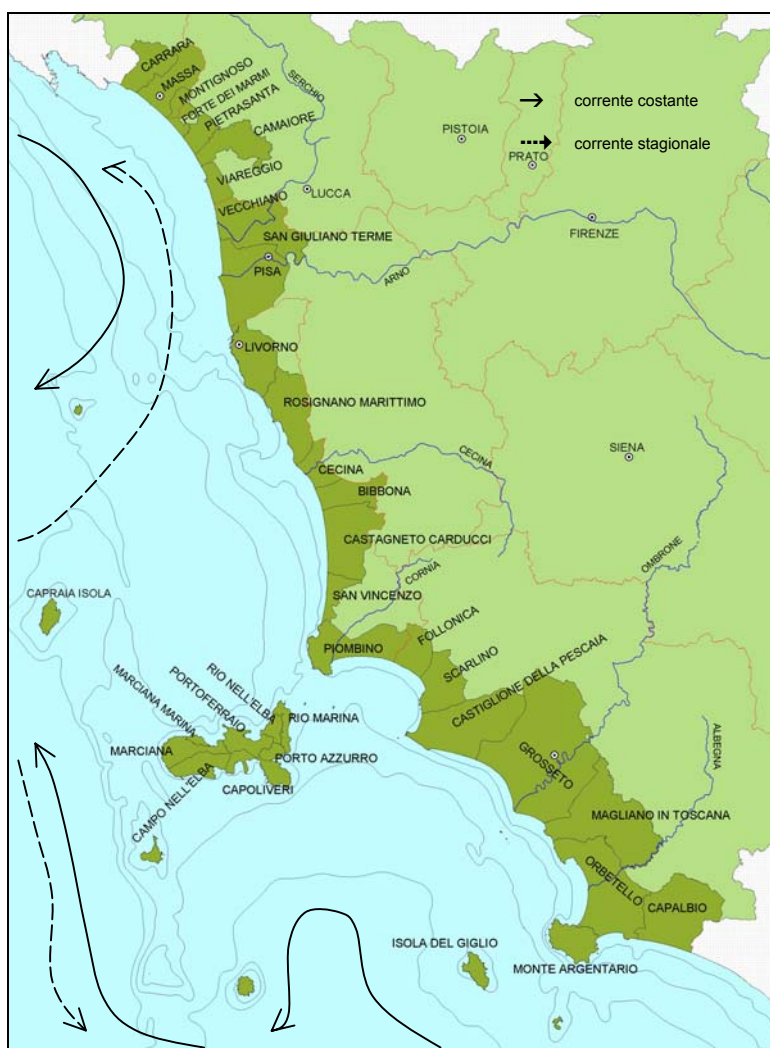 CARRARA
MASSA
MONTIGNOSO
FORTE DEI MARMI
PIETRASANTA
CAMAIORE
SERCHIO
corrente costante
PISTOIA
corrente stagionale
PRATO
VIAREGGIO
LUCCA
VECCHIANO
SAN GIULIANO TERME
FIRENZE
PISA
ARNO
LIVORNO
ROSIGNANO MARITTIMO
CECINA
SIENA
CECINA
BIBBONA
CASTAGNETO CARDUCCI
OMBRONE
CORNIA
CAPRAIA ISOLA
SAN VINCENZO
FOLLONICA
PIOMBINO
SCARLINO
CASTIGLIONE DELLA PESCAIA
RIO NELL'ELBA
PORTOFERRAIO
MARCIANA MARINA
RIO MARINA
MARCIANA
PORTO AZZURRO
ALBEGNA
GROSSETO
CAPOLIVERI
CAMPO NELL'ELBA
MAGLIANO IN TOSCANA
ORBETELLO
CAPALBIO
ISOLA DEL GIGLIO
MONTE ARGENTARIO